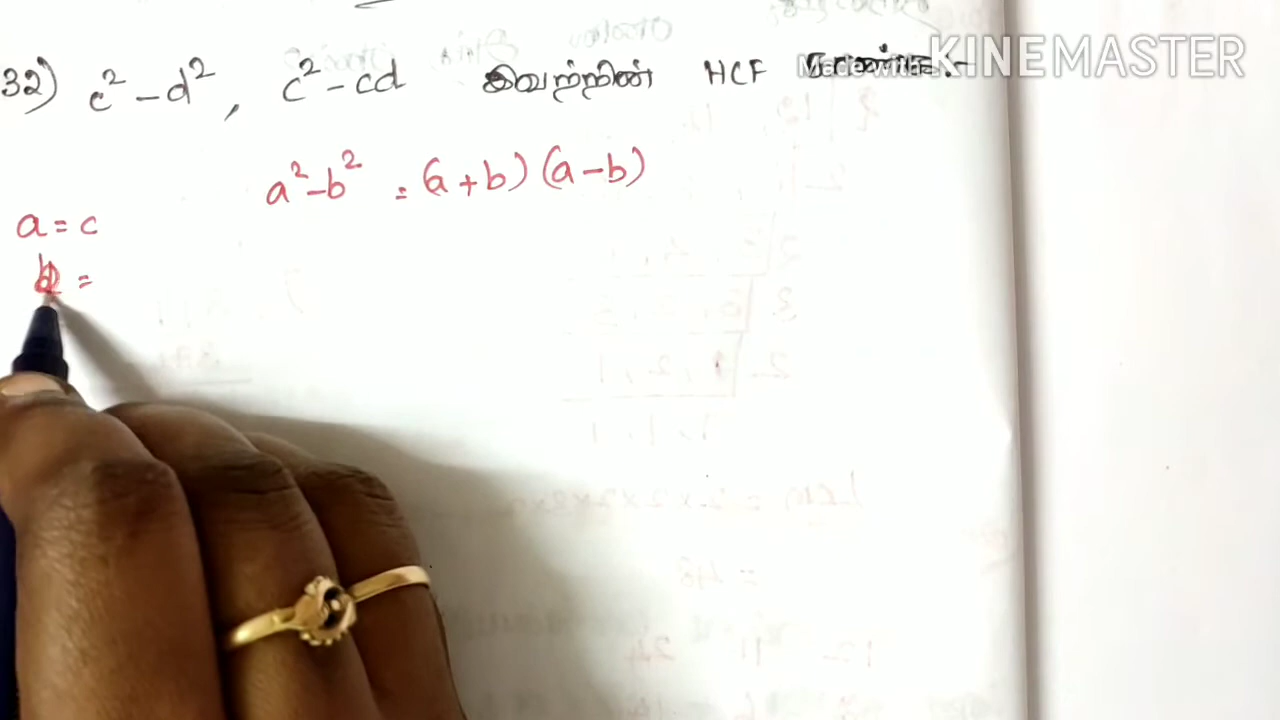 32) c² - d² , c² - cd இவற்றின் HCF காண்க:-
KINEMASTER
a² - b² = (a + b) (a - b)
a = c
b =